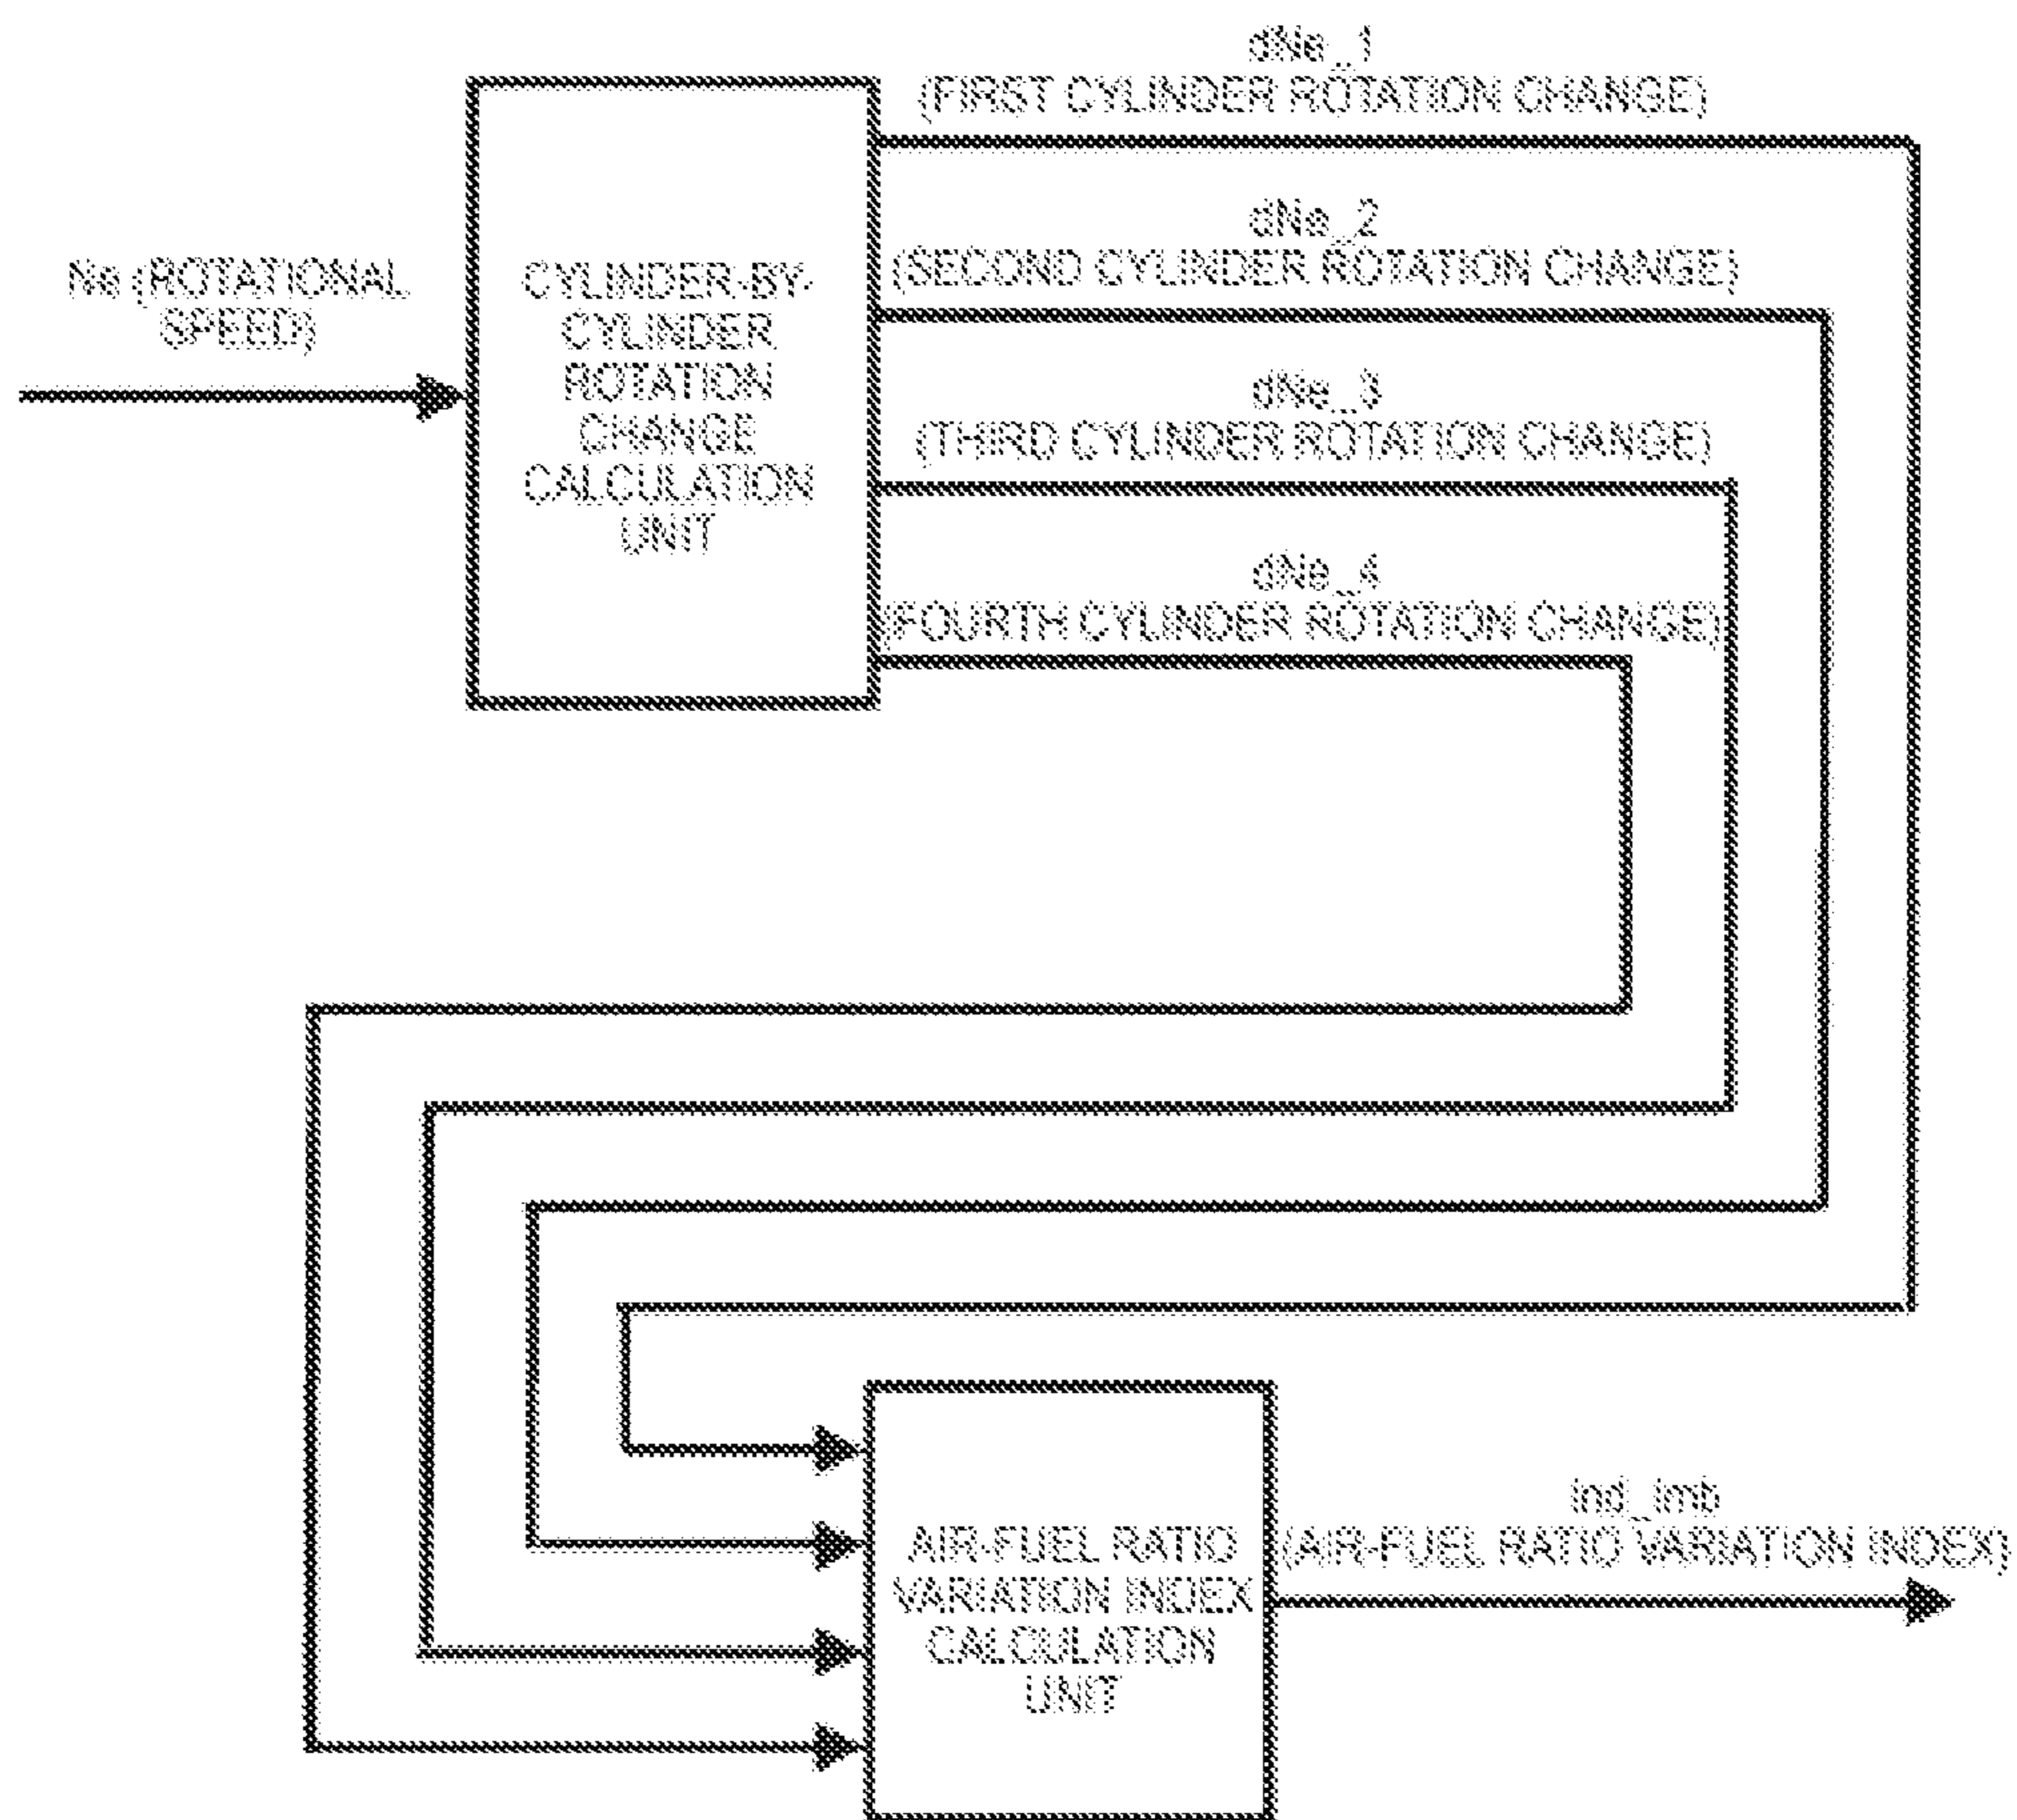 dNe_1
(FIRST CYLINDER ROTATION CHANGE)
dNe_2
(SECOND CYLINDER ROTATION CHANGE)
Ne (ROTATIONAL
SPEED)
CYLINDER-BY-
CYLINDER
ROTATION
CHANGE
CALCULATION
UNIT
dNe_3
(THIRD CYLINDER ROTATION CHANGE)
dNe_4
(FOURTH CYLINDER ROTATION CHANGE)
AIR-FUEL RATIO
VARIATION INDEX
CALCULATION
UNIT
ind_imb
(AIR-FUEL RATIO VARIATION INDEX)